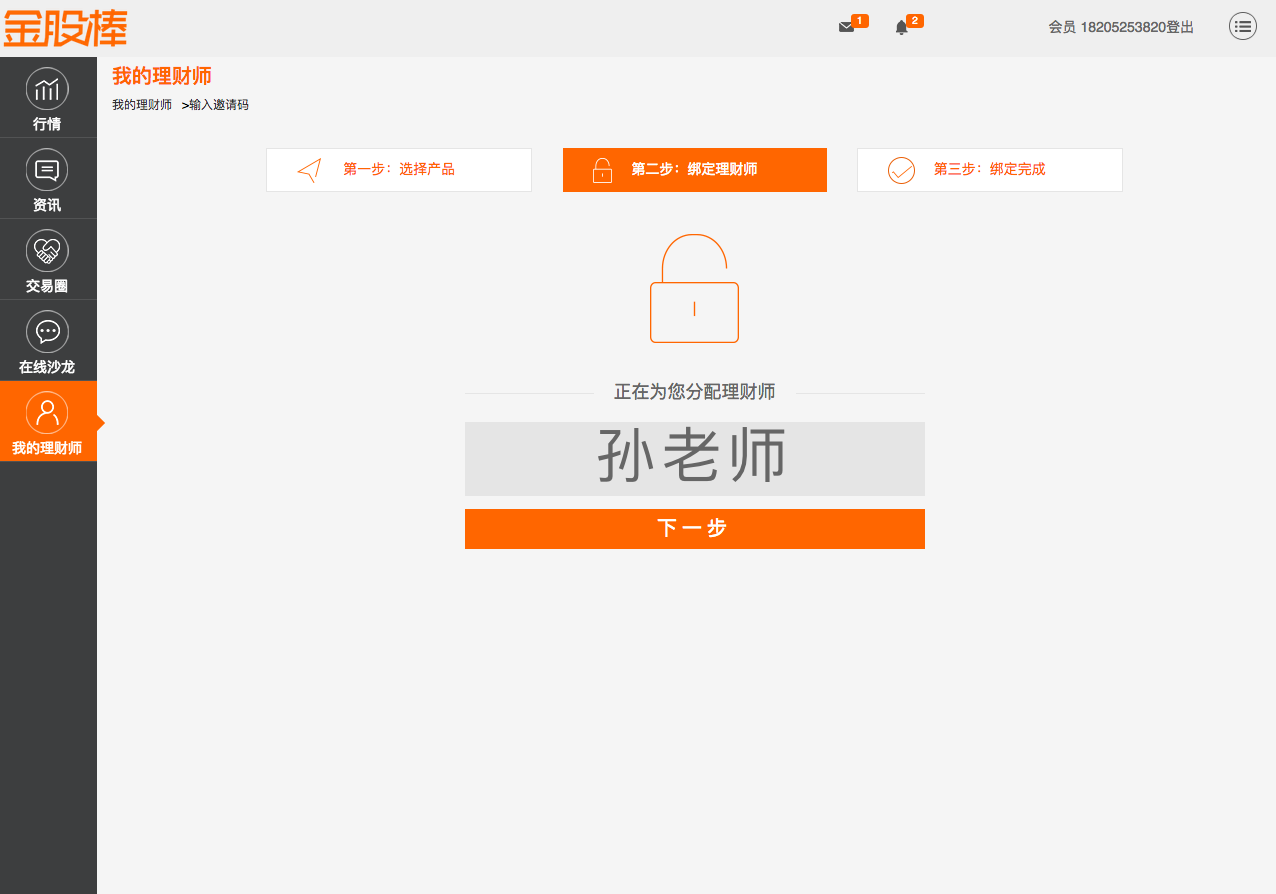 金股棒
1
2
会员 18205253820登出
行情
资讯
交易圈
在线沙龙
我的理财师
我的理财师
我的理财师 >输入邀请码
第一步：选择产品
第二步：绑定理财师
第三步：绑定完成
正在为您分配理财师
孙老师
下一步